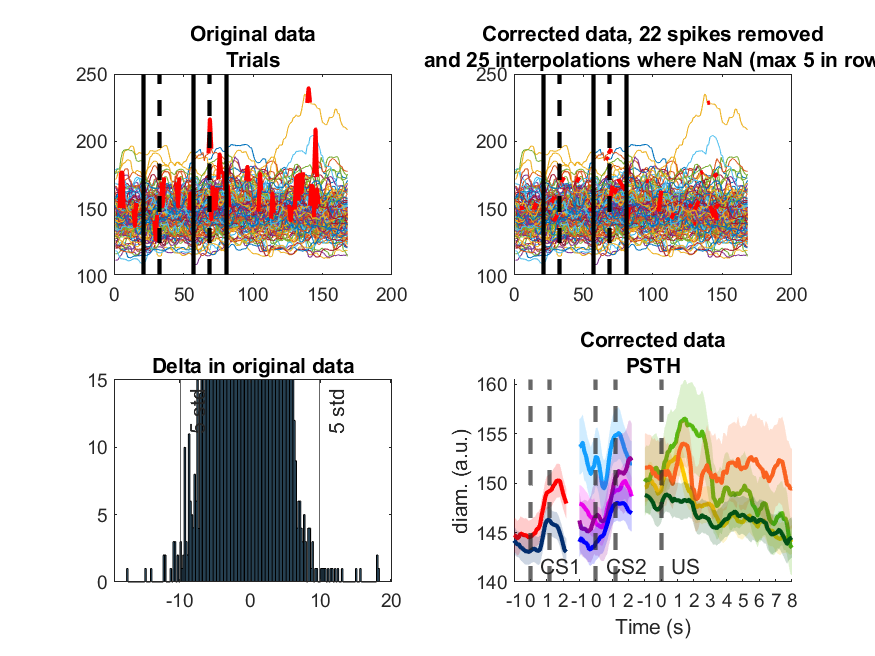 Original data
Trials
250
200
150
100
0
50
100
150
200
Corrected data, 22 spikes removed
and 25 interpolations where NaN (max 5 in row
250
200
150
100
0
50
100
150
200
Delta in original data
15
10
5
0
-10
0
10
20
5 std
5 std
Corrected data
PSTH
160
155
150
145
140
diam. (a.u.)
CS1
CS2
US
-1 0 1 2 -1 0 1 2 -1 0 1 2 3 4 5 6 7 8
Time (s)